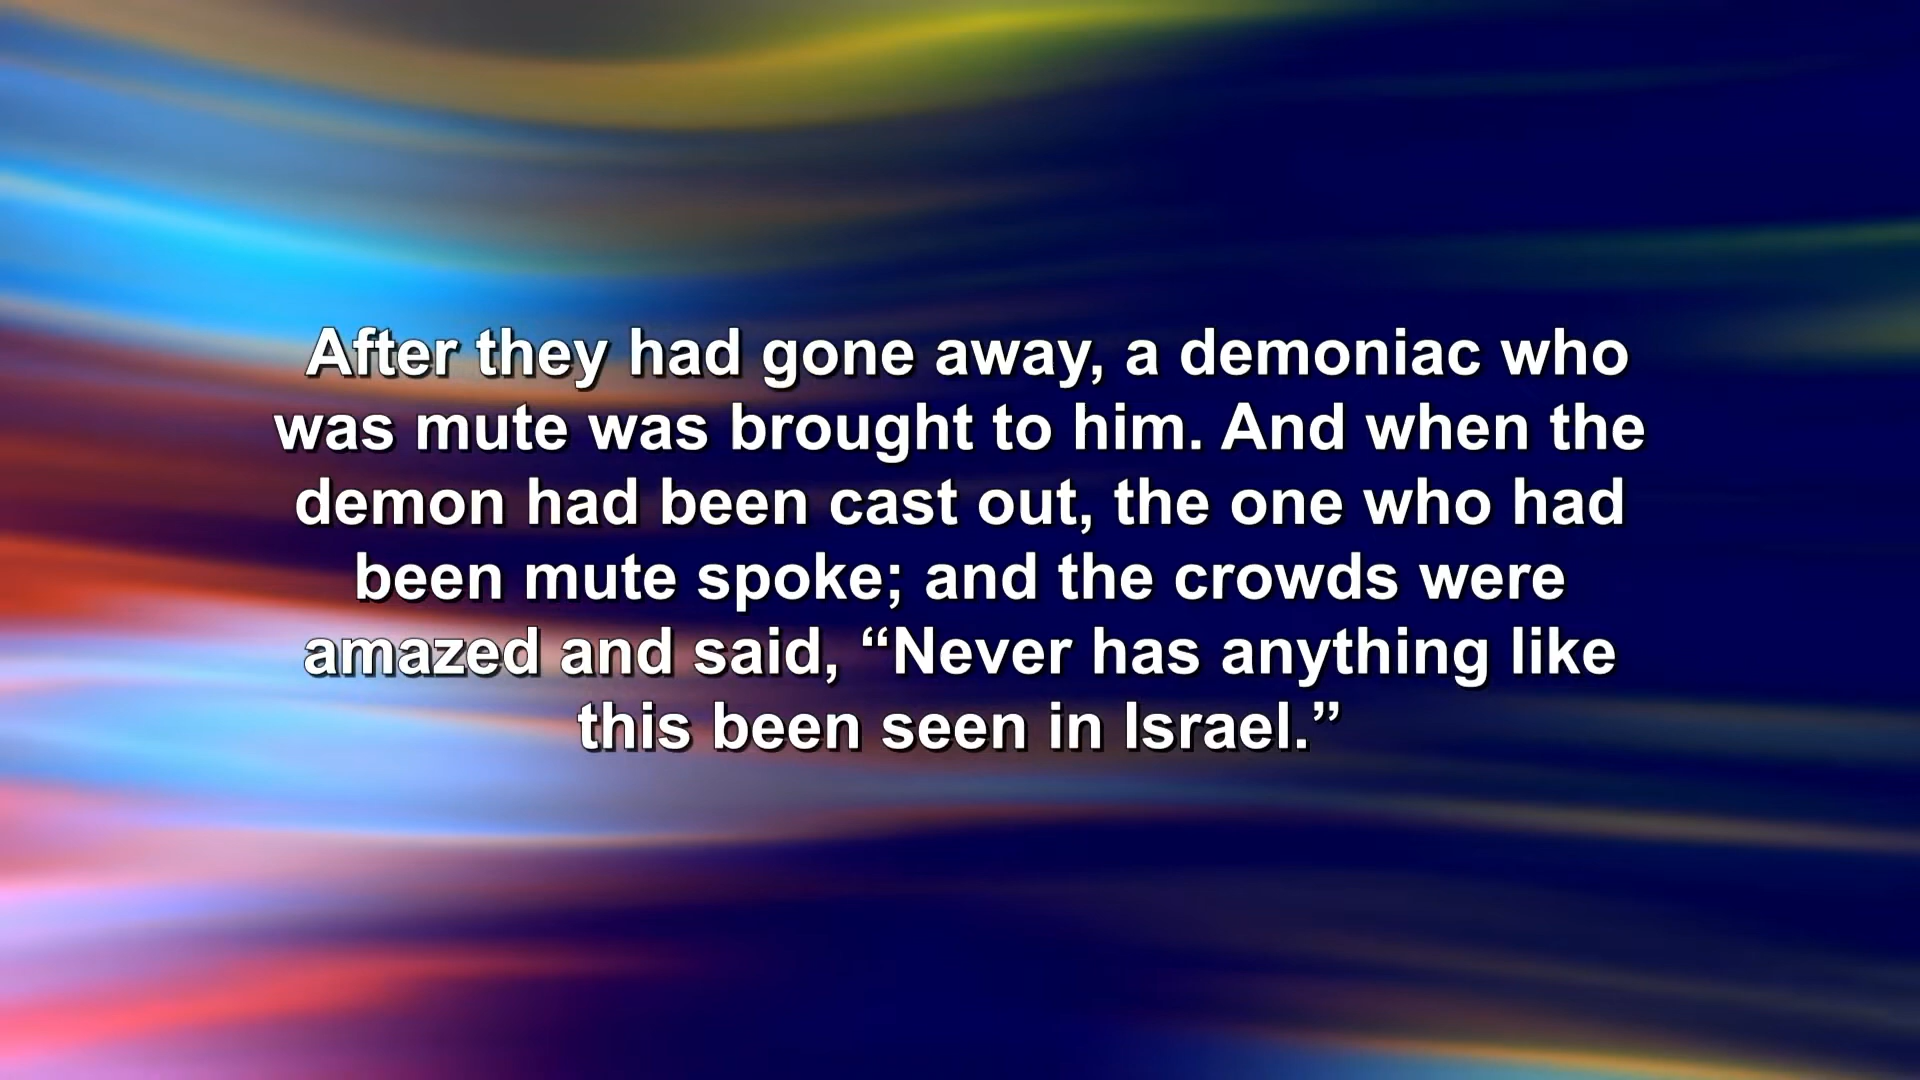 After they had gone away, a demoniac who
was mute was brought to him. And when the
demon had been cast out, the one who had
been mute spoke; and the crowds were
amazed and said, “Never has anything like
this been seen in Israel.”